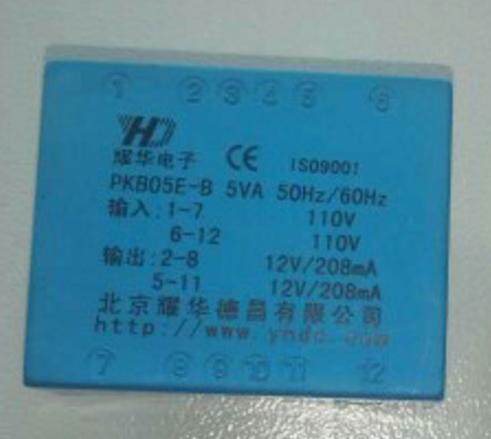 1 2 3 4 5 6
YHD
耀华电子 CE ISO9001
PKB05E-B 5VA 50Hz/60Hz
输入:1-7 110V
6-12 110V
输出:2-8 12V/208mA
5-11 12V/208mA
北京耀华德昌有限公司
http://www.yhdc.com
7 8 9 10 11 12